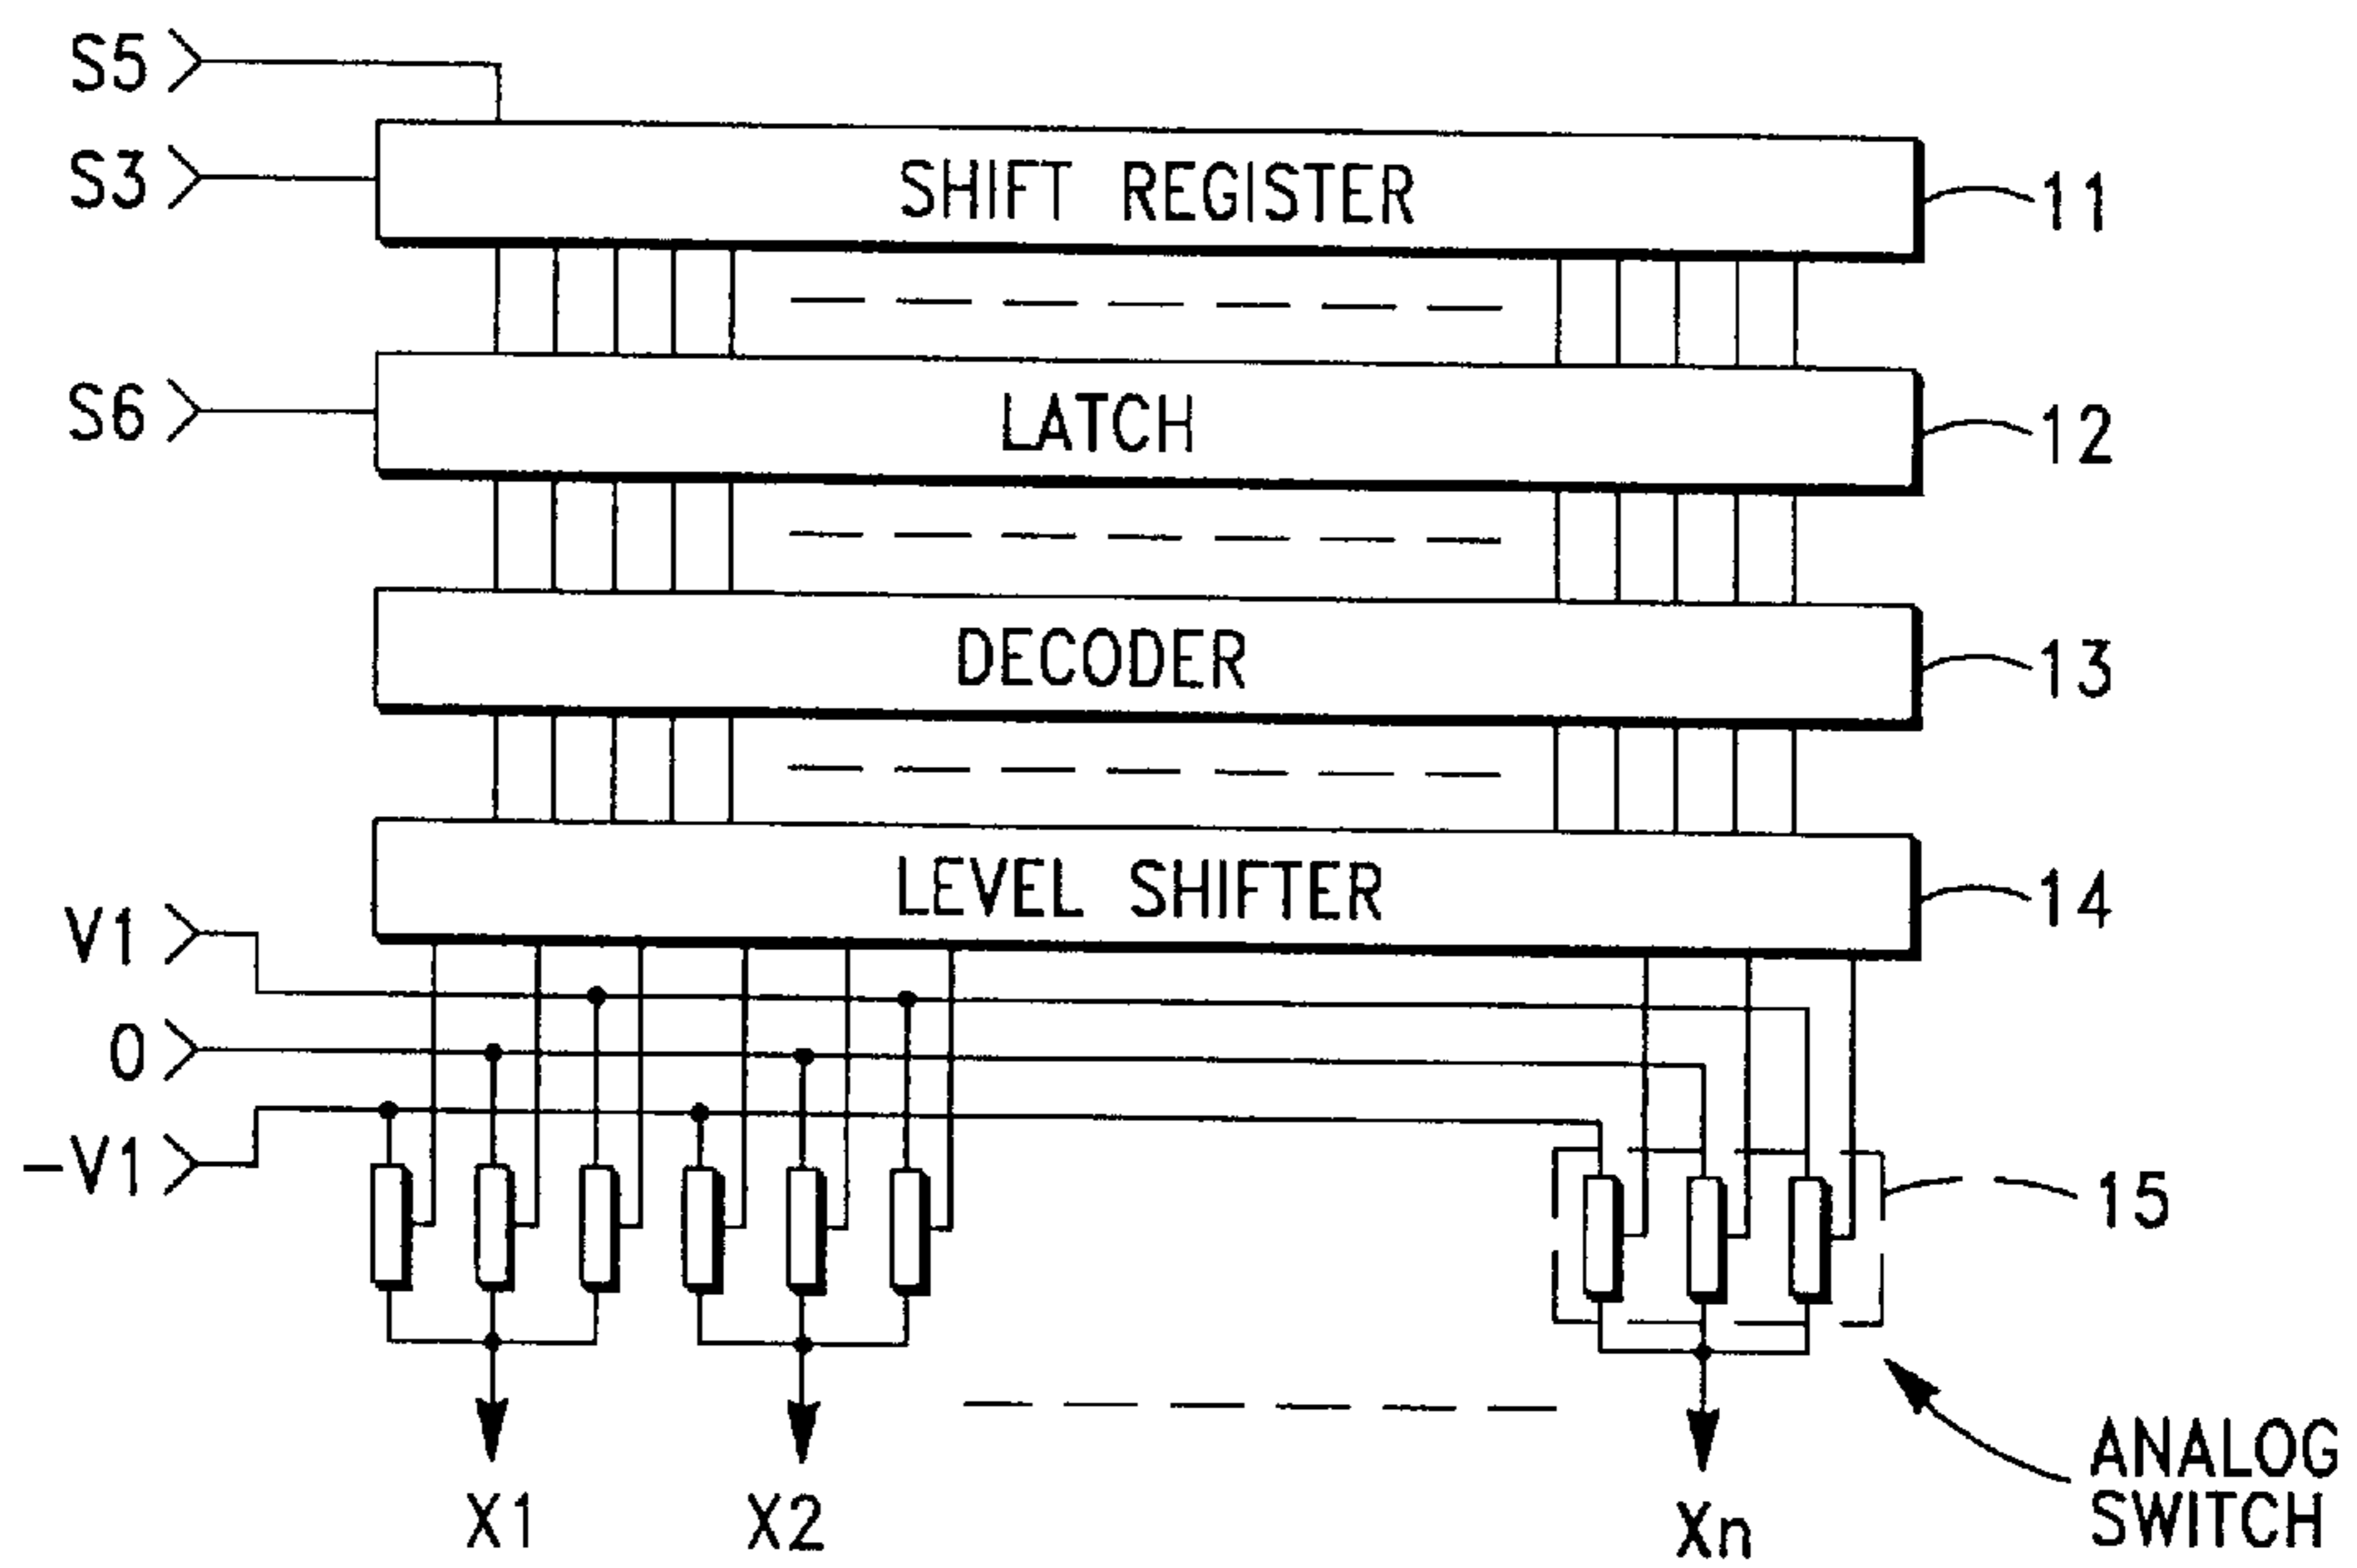 S5
S3
SHIFT REGISTER
11
S6
LATCH
12
DECODER
13
LEVEL SHIFTER
14
V1
0
-V1
15
X1
X2
Xn
ANALOG
SWITCH